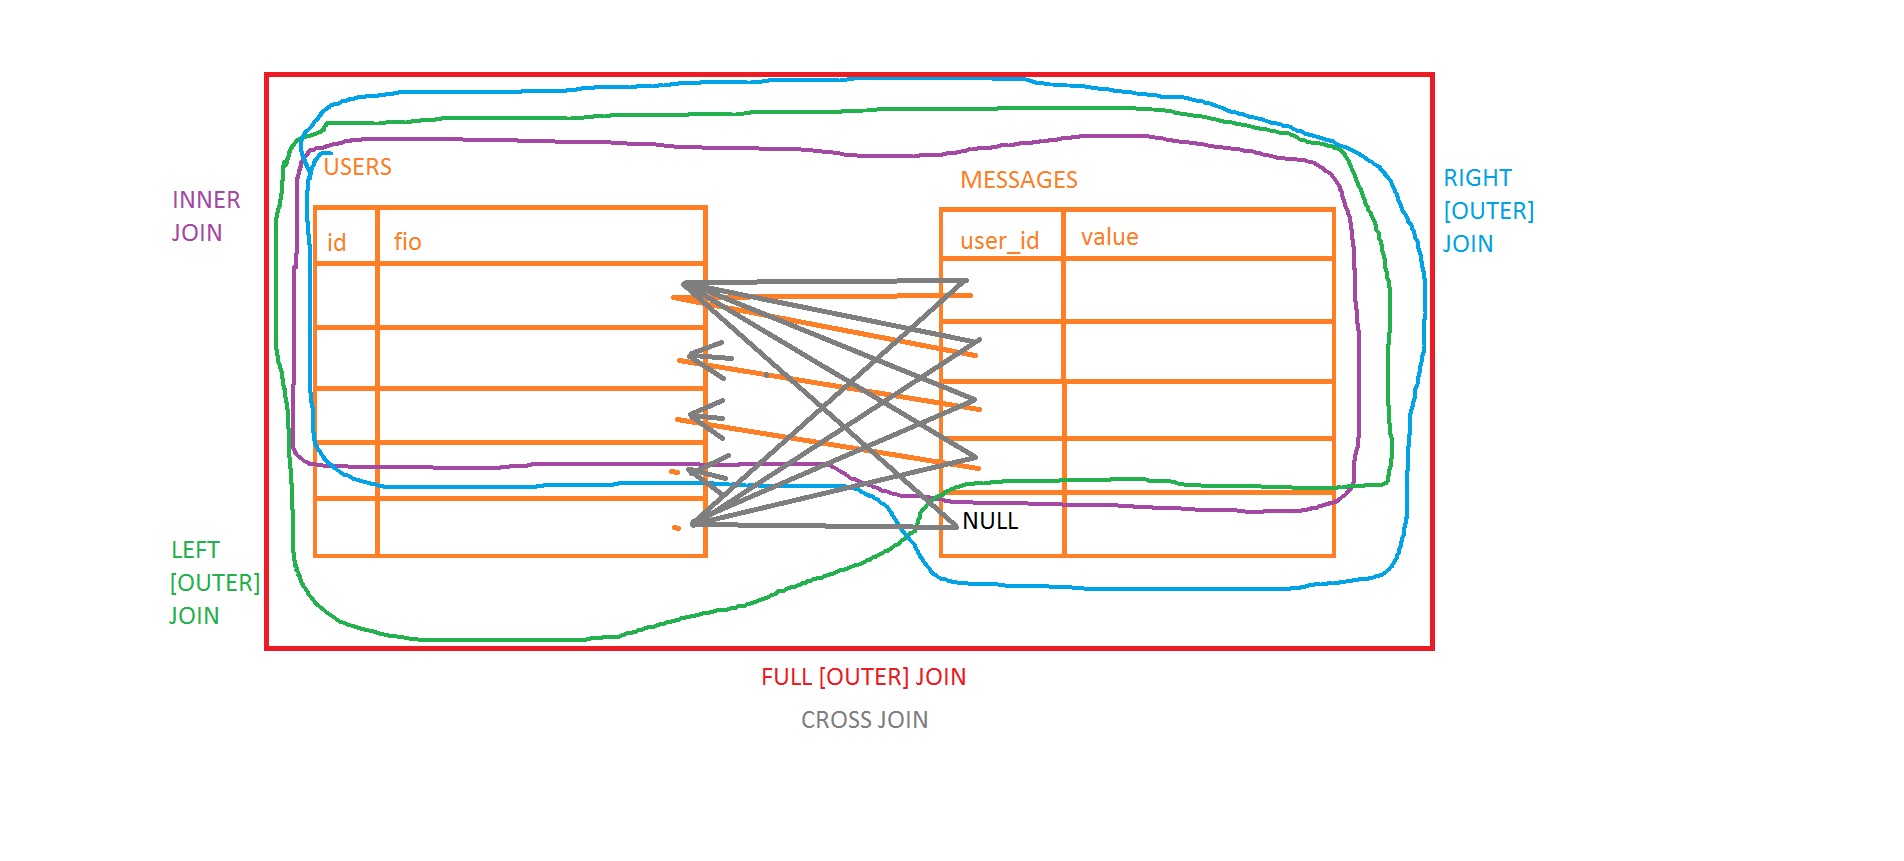 USERS
MESSAGES
INNER
JOIN
RIGHT
[OUTER]
JOIN
id
fio
user_id
value
NULL
LEFT
[OUTER]
JOIN
FULL [OUTER] JOIN
CROSS JOIN